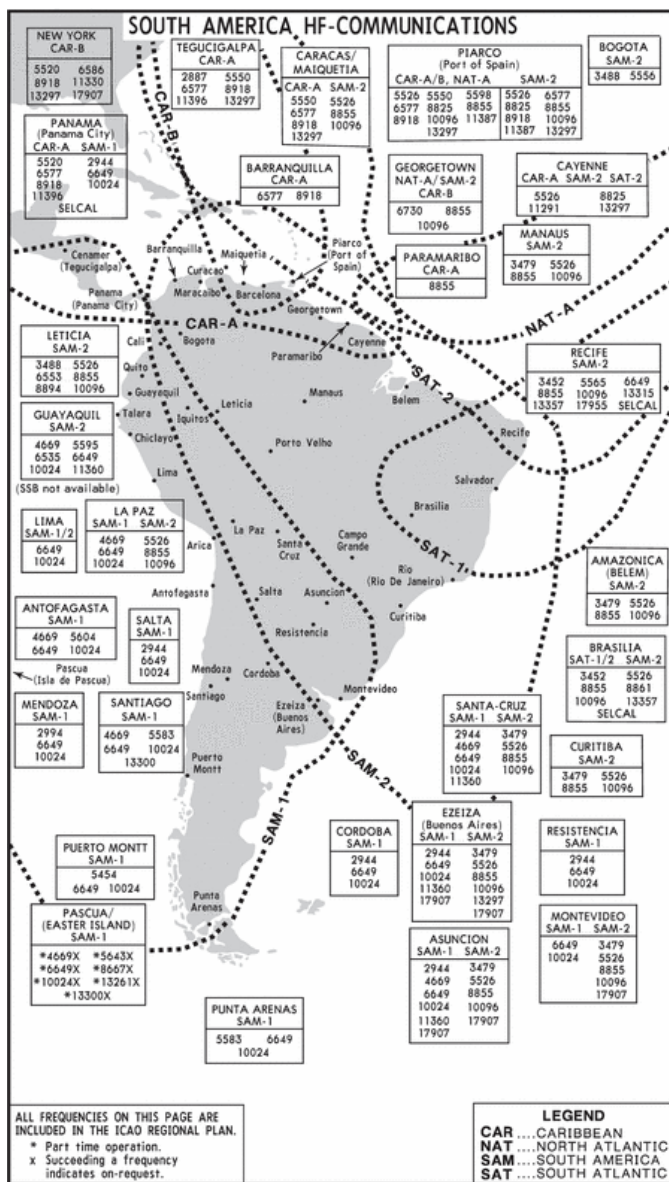 SOUTH AMERICA HF-COMMUNICATIONS
NEW YORK
CAR-B
5520 6586
8918 11330
13297 17907
TEGUCIGALPA
CAR-A
2887 5550
6577 8918
11396 13297
CARACAS/
MAIQUETIA
CAR-A SAM-2
5550 5526
6577 8855
8918 10096
13297
PIARCO
(Port of Spain)
CAR-A/B, NAT-A SAM-2
5526 5550 5598 5526 6577
6577 8825 8855 8825 8855
8918 10096 11387 8918 10096
13297 11387 13297
BOGOTA
SAM-2
3488 5556
PANAMA
(Panama City)
CAR-A SAM-1
5520 2944
6577 6649
8918 10024
11396
SELCAL
BARRANQUILLA
CAR-A
6577 8918
GEORGETOWN
NAT-A/SAM-2
CAR-B
6730 8855
10096
CAYENNE
CAR-A SAM-2 SAT-2
5526 8825
11291 13297
PARAMARIBO
CAR-A
8855
MANAUS
SAM-2
3479 5526
8855 10096
CAR-B
Cenamer
(Tegucigalpa)
Barranquilla
Maiquetia
Curacao
Piarco
(Port of
Spain)
Panama
(Panama City)
Maracaibo
Barcelona
Georgetown
CAR-A
NAT-A
Paramaribo
Cayenne
LETICIA
SAM-2
3488 5526
6553 8855
8894 10096
Cali
Bogota
Quito
SAT-2
Belem
RECIFE
SAM-2
3452 5565 6649
8855 10096 13315
13357 17955 SELCAL
GUAYAQUIL
SAM-2
4669 5595
6535 6649
10024 11360
(SSB not available)
Guayaquil
Talara
Iquitos
Leticia
Manaus
Chiclayo
Porto Velho
Recife
Lima
Salvador
Brasilia
LIMA
SAM-1/2
6649
10024
LA PAZ
SAM-1 SAM-2
4669 5526
6649 8855
10024 10096
Arica
La Paz
Santa
Cruz
Campo
Grande
SAT-1
Rio
(Rio De Janeiro)
AMAZONICA
(BELEM)
SAM-2
3479 5526
8855 10096
Antofagasta
Salta
Asuncion
Curitiba
ANTOFAGASTA
SAM-1
4669 5604
6649 10024
SALTA
SAM-1
2944
6649
10024
Resistencia
Pascua
(Isla de Pascua)
BRASILIA
SAT-1/2 SAM-2
3452 5526
8855 8861
10096 13357
SELCAL
Mendoza
Cordoba
Santiago
Montevideo
Ezeiza
(Buenos
Aires)
MENDOZA
SAM-1
2994
6649
10024
SANTIAGO
SAM-1
4669 5583
6649 10024
13300
SANTA-CRUZ
SAM-1 SAM-2
2944 3479
4669 5526
6649 8855
10024 10096
11360
CURITIBA
SAM-2
3479 5526
8855 10096
Puerto
Montt
SAM-1
SAM-2
PUERTO MONTT
SAM-1
5454
6649 10024
CORDOBA
SAM-1
2944
6649
10024
EZEIZA
(Buenos Aires)
SAM-1 SAM-2
2944 3479
6649 5526
10024 8855
11360 10096
17907 13297
17907
RESISTENCIA
SAM-1
2944
6649
10024
Punta
Arenas
PASCUA/
(EASTER ISLAND)
SAM-1
*4669X *5643X
*6649X *8667X
*10024X *13261X
*13300X
ASUNCION
SAM-1 SAM-2
2944 3479
4669 5526
6649 8855
10024 10096
11360 17907
17907
MONTEVIDEO
SAM-1 SAM-2
6649 3479
10024 5526
8855
10096
17907
PUNTA ARENAS
SAM-1
5583 6649
10024
ALL FREQUENCIES ON THIS PAGE ARE
INCLUDED IN THE ICAO REGIONAL PLAN.
* Part time operation.
x Succeeding a frequency
indicates on-request.
LEGEND
CAR ....CARIBBEAN
NAT ....NORTH ATLANTIC
SAM ....SOUTH AMERICA
SAT ....SOUTH ATLANTIC